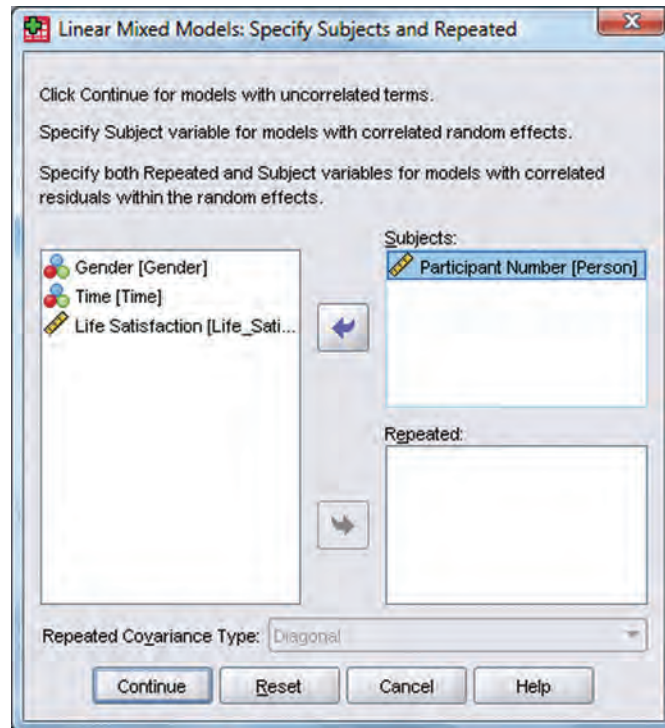 Linear Mixed Models: Specify Subjects and Repeated
Click Continue for models with uncorrelated terms.
Specify Subject variable for models with correlated random effects.
Specify both Repeated and Subject variables for models with correlated
residuals within the random effects.
Gender [Gender]
Time [Time]
Life Satisfaction [Life_Sati...
Subjects:
Participant Number [Person]
Repeated:
Repeated Covariance Type: Diagonal
Continue Reset Cancel Help